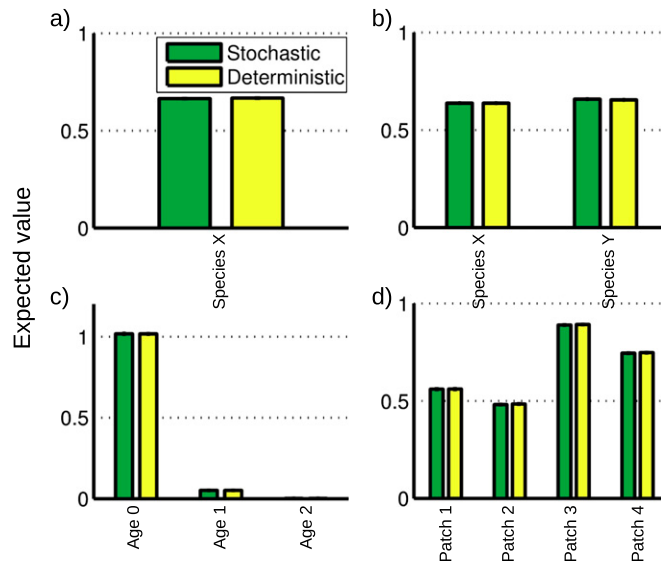 a)
1
0.5
0
Stochastic
Deterministic
Species X
b)
1
0.5
0
Species X
Species Y
Expected value
c)
1
0.5
0
Age 0
Age 1
Age 2
d)
1
0.5
0
Patch 1
Patch 2
Patch 3
Patch 4